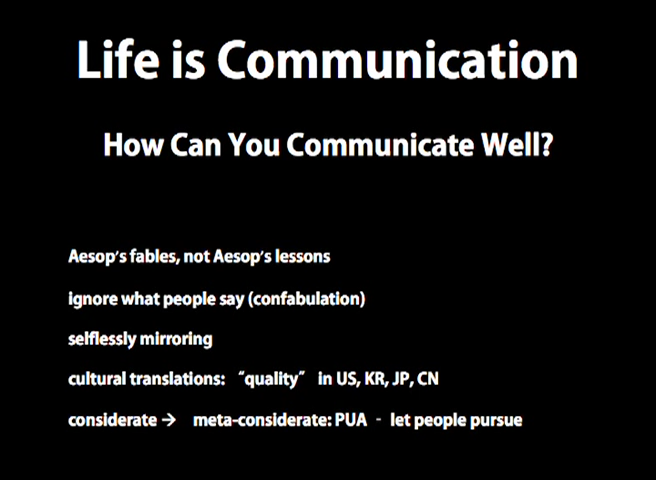 Life is Communication
How Can You Communicate Well?
Aesop's fables, not Aesop's lessons
ignore what people say (confabulation)
selflessly mirroring
cultural translations: “quality” in US, KR, JP, CN
considerate → meta-considerate: PUA - let people pursue